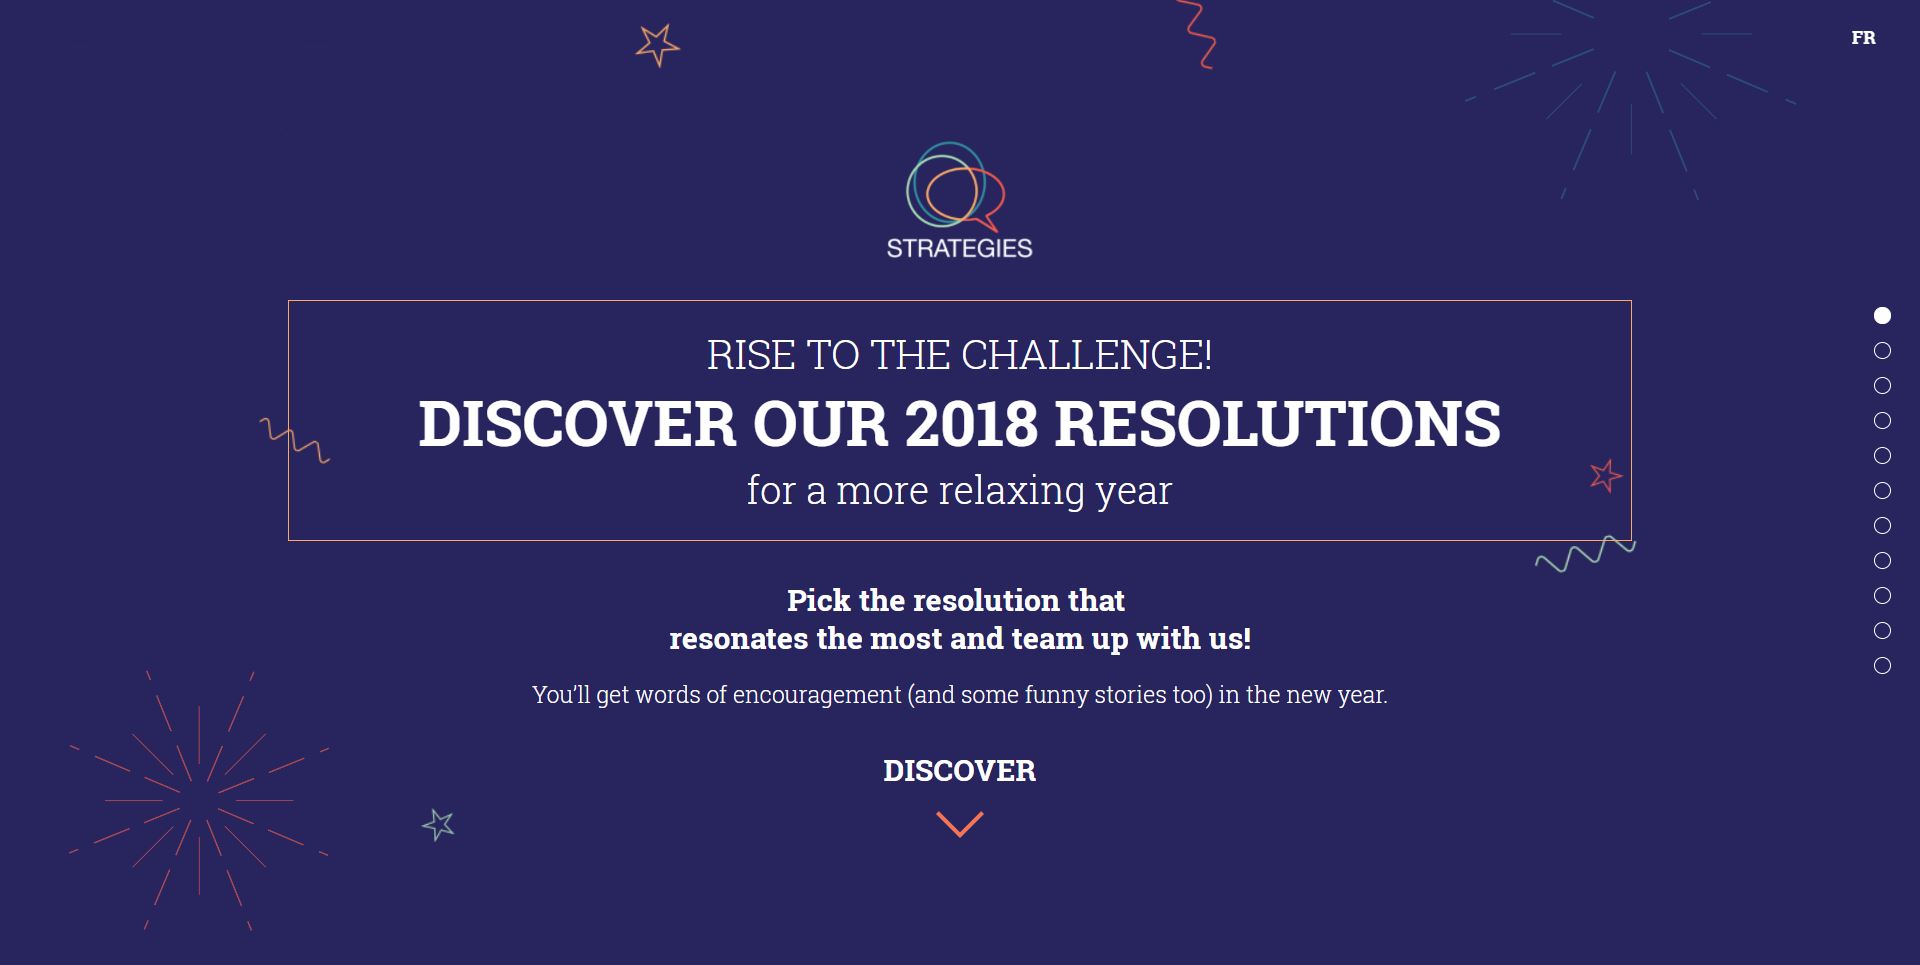 FR
STRATEGIES
RISE TO THE CHALLENGE!
DISCOVER OUR 2018 RESOLUTIONS
for a more relaxing year
Pick the resolution that
resonates the most and team up with us!
You'll get words of encouragement (and some funny stories too) in the new year.
DISCOVER